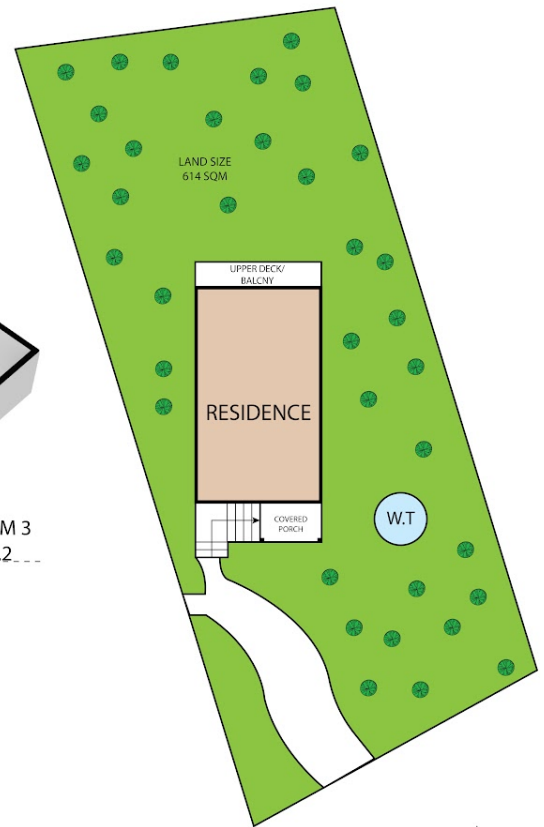 LAND SIZE
614 SQM
UPPER DECK/
BALCNY
RESIDENCE
COVERED
PORCH
W.T
M 3
.2